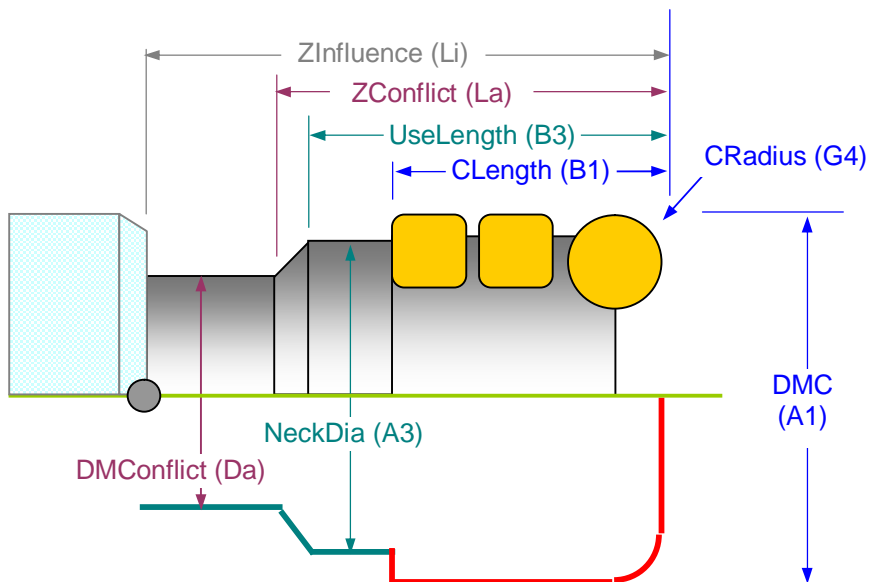 ZInfluence (Li)
ZConflict (La)
UseLength (B3)
CLength (B1)
CRadius (G4)
DMC
(A1)
NeckDia (A3)
DMConflict (Da)